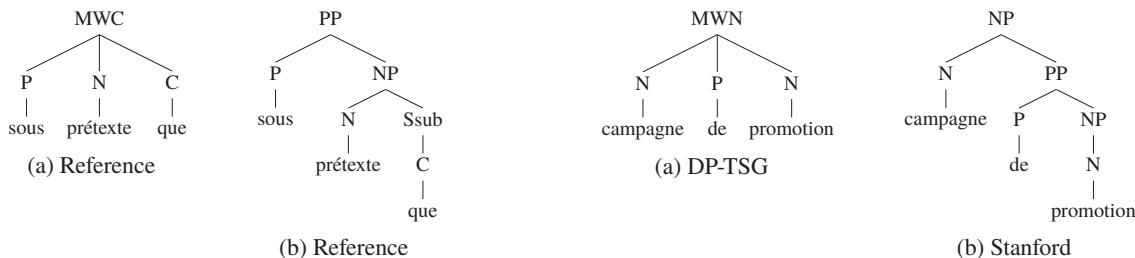 MWC
P N C
sous prétexte que
(a) Reference
PP
P NP
sous N Ssub
prétexte C
que
(b) Reference
MWN
N P N
campagne de promotion
(a) DP-TSG
NP
N PP
campagne P NP
de N
promotion
(b) Stanford